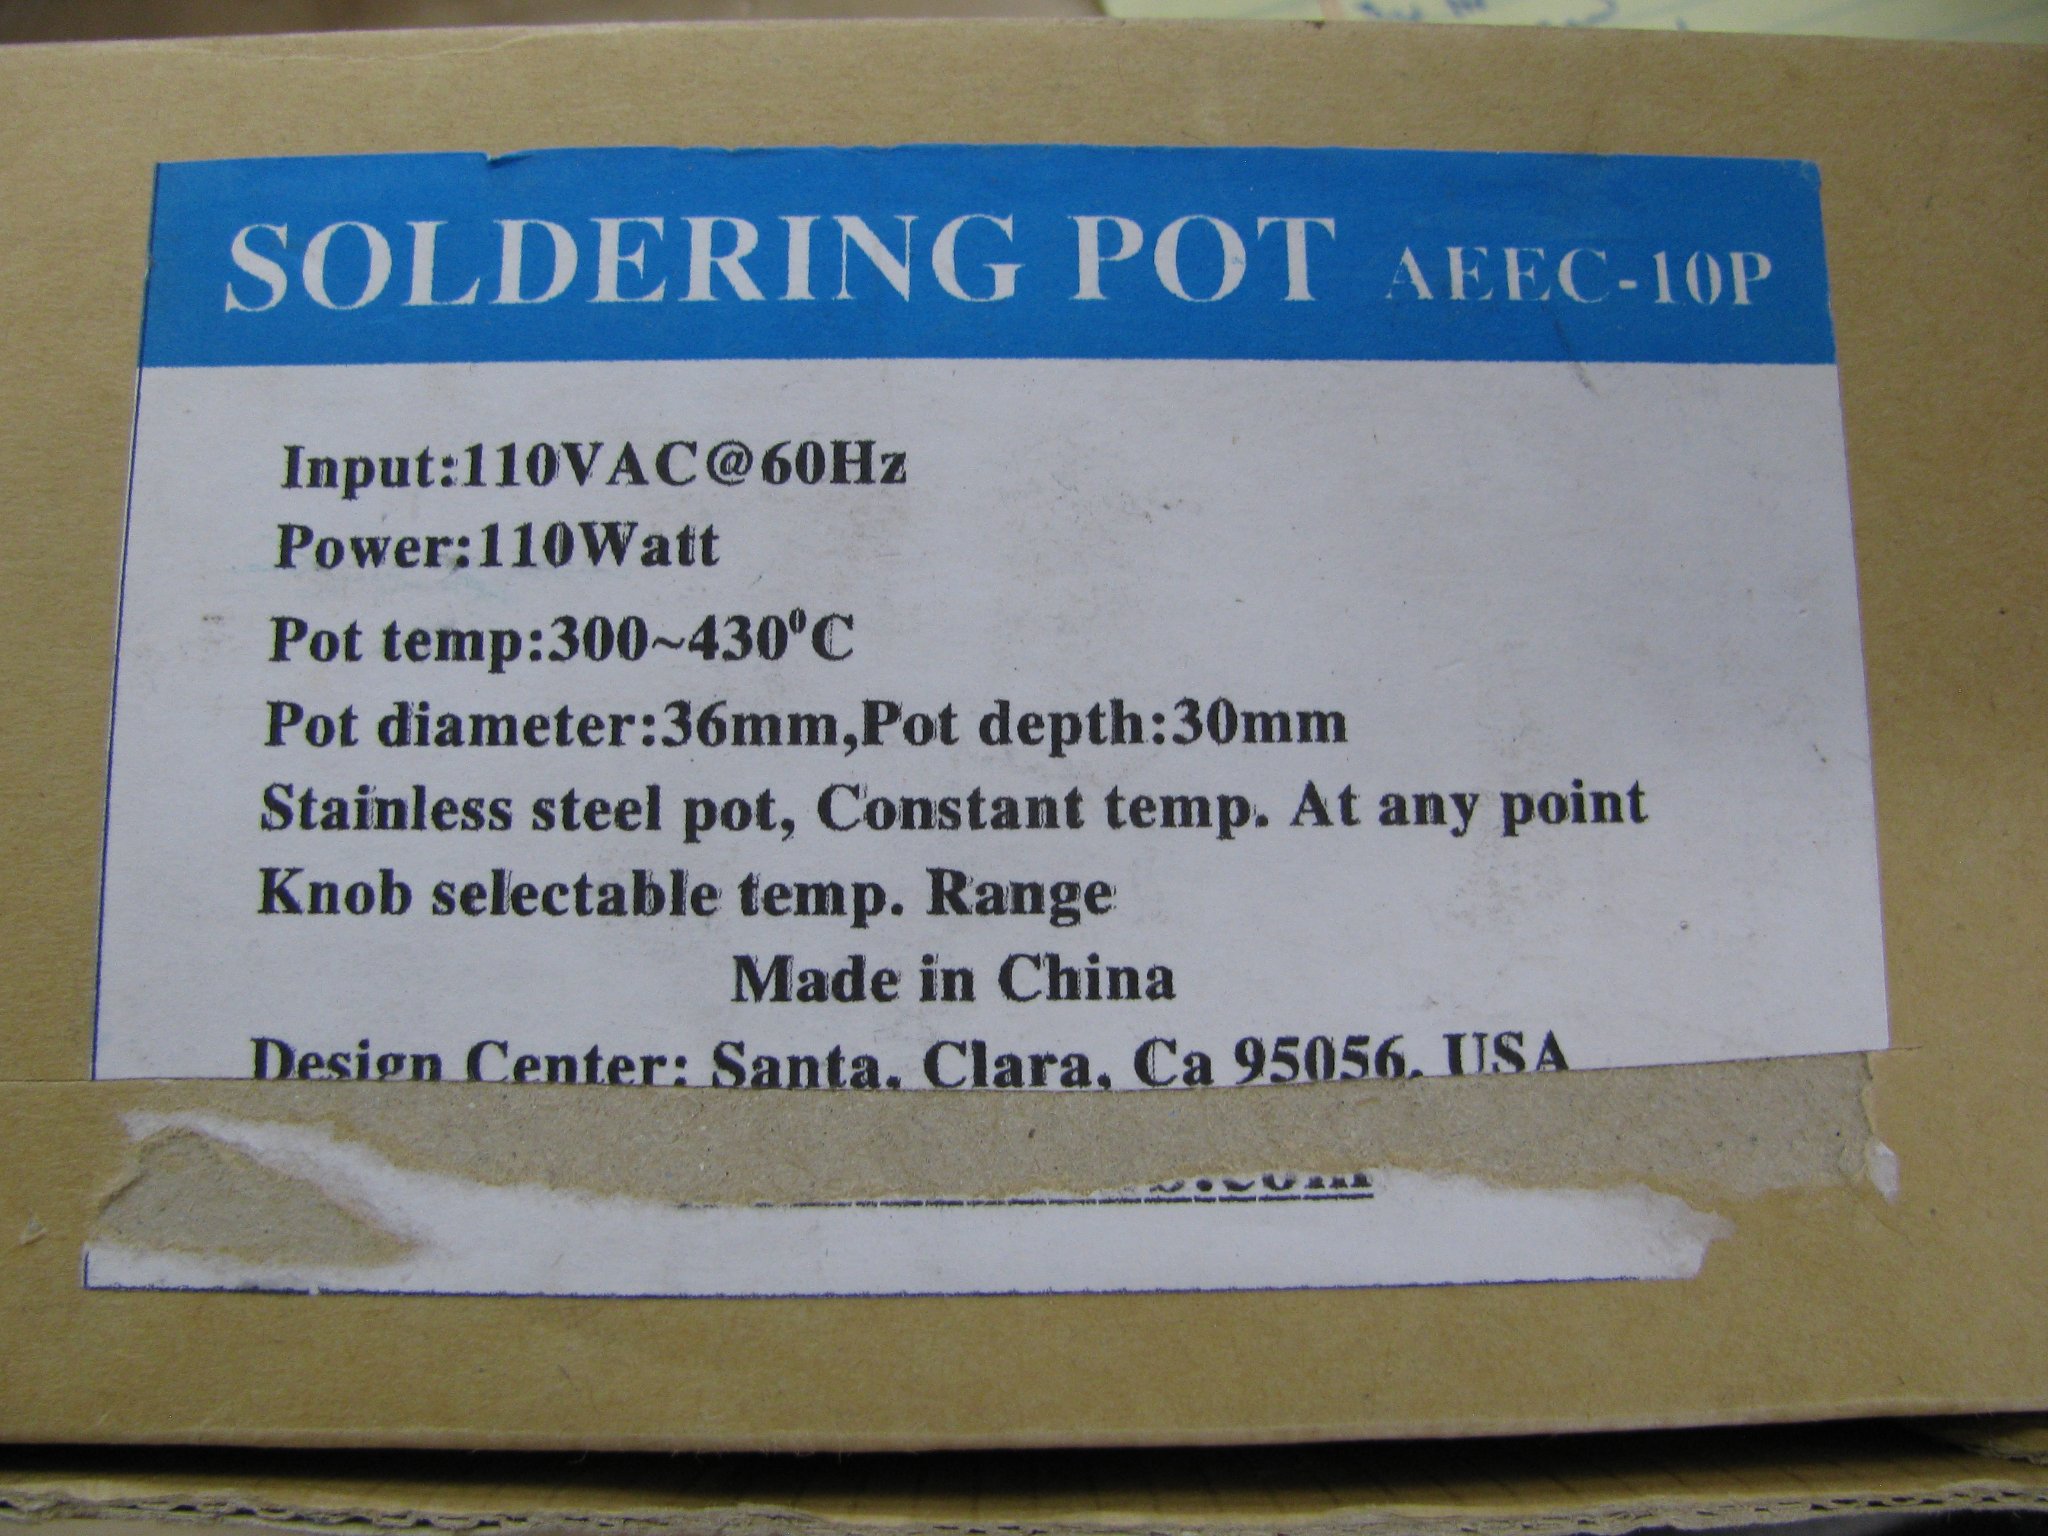 SOLDERING POT AEEC-10P
Input:110VAC@60Hz
Power:110Watt
Pot temp:300~430⁰C
Pot diameter:36mm,Pot depth:30mm
Stainless steel pot, Constant temp. At any point
Knob selectable temp. Range
Made in China
Design Center: Santa, Clara, Ca 95056, USA
.com